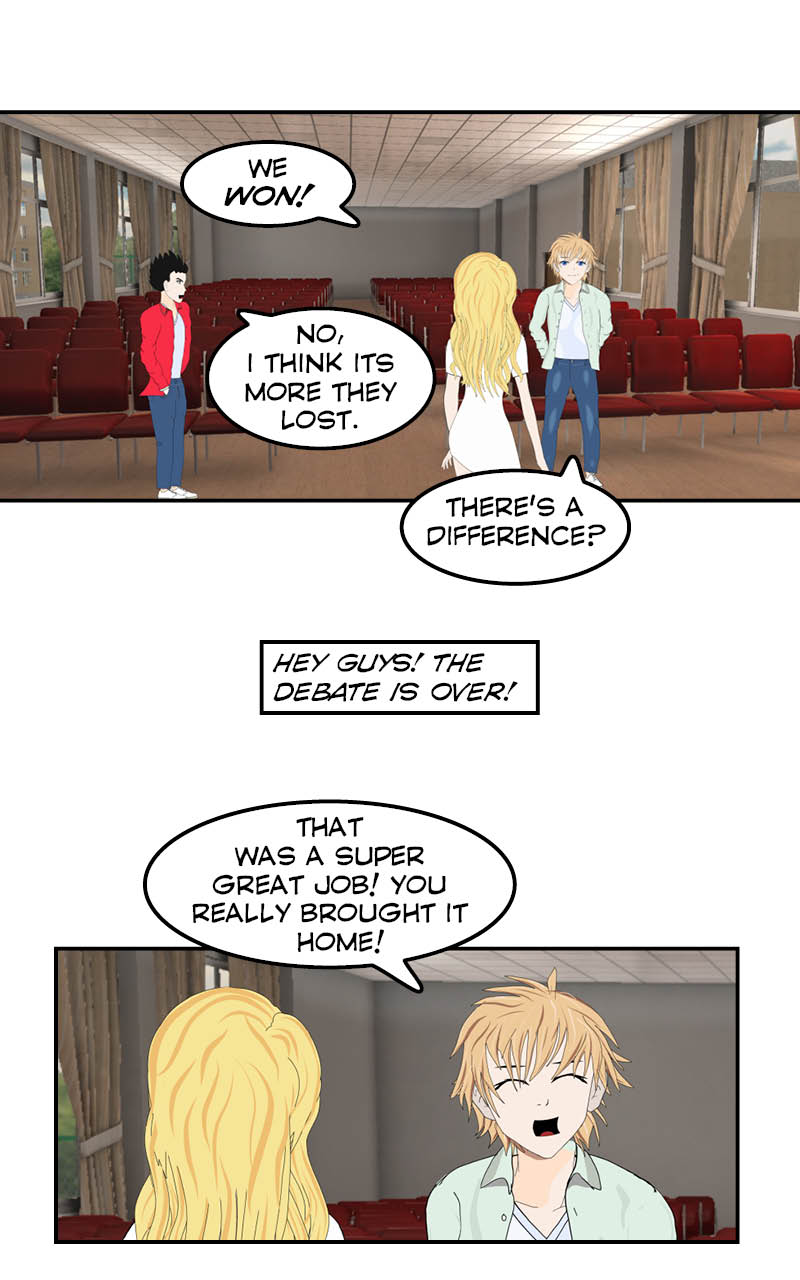 WE
WON!
NO,
I THINK ITS
MORE THEY
LOST.
THERE'S A
DIFFERENCE?
HEY GUYS! THE
DEBATE IS OVER!
THAT
WAS A SUPER
GREAT JOB! YOU
REALLY BROUGHT IT
HOME!